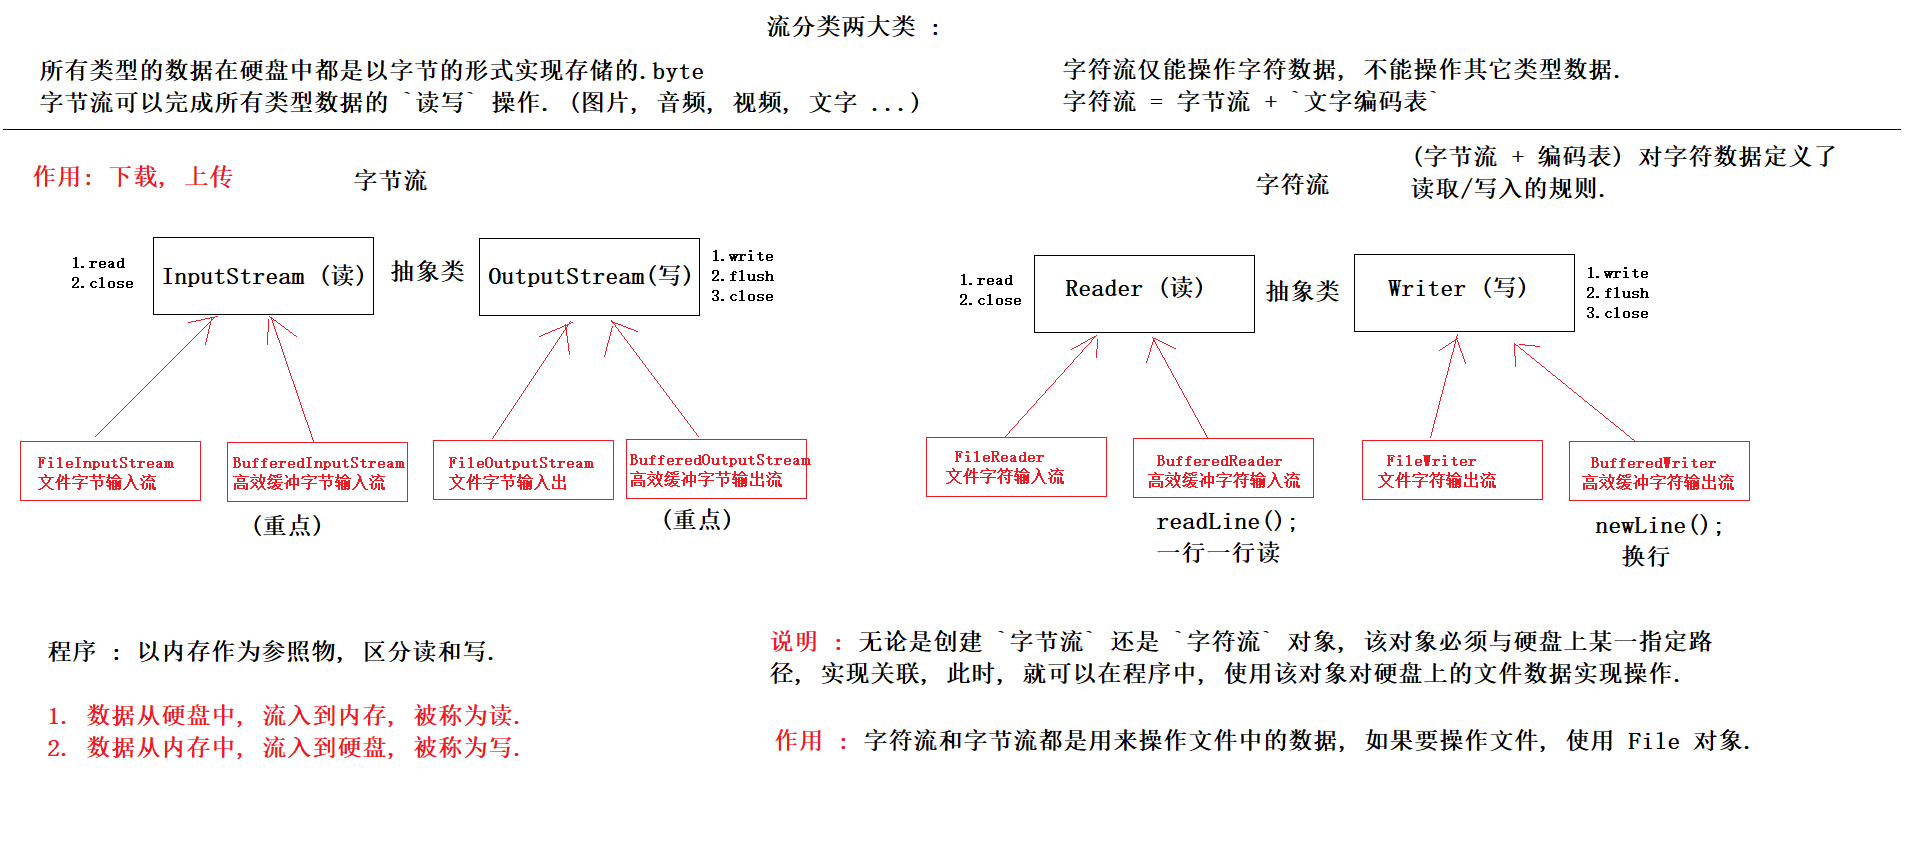 流分类两大类 :
所有类型的数据在硬盘中都是以字节的形式实现存储的.byte
字节流可以完成所有类型数据的 `读写` 操作. (图片, 音频, 视频, 文字 ...)
字符流仅能操作字符数据, 不能操作其它类型数据.
字符流 = 字节流 + `文字编码表`
作用: 下载, 上传
字节流
1.read
2.close
InputStream (读)
抽象类
OutputStream(写)
1.write
2.flush
3.close
FileInputStream
文件字节输入流
BufferedInputStream
高效缓冲字节输入流
(重点)
FileOutputStream
文件字节输入出
BufferedOutputStream
高效缓冲字节输出流
(重点)
字符流
(字节流 + 编码表) 对字符数据定义了
读取/写入的规则.
1.read
2.close
Reader (读)
抽象类
Writer (写)
1.write
2.flush
3.close
FileReader
文件字符输入流
BufferedReader
高效缓冲字符输入流
readLine();
一行一行读
FileWriter
文件字符输出流
BufferedWriter
高效缓冲字符输出流
newLine();
换行
程序 : 以内存作为参照物, 区分读和写.
1. 数据从硬盘中, 流入到内存, 被称为读.
2. 数据从内存中, 流入到硬盘, 被称为写.
说明 : 无论是创建 `字节流` 还是 `字符流` 对象, 该对象必须与硬盘上某一指定路
径, 实现关联, 此时, 就可以在程序中, 使用该对象对硬盘上的文件数据实现操作.
作用 : 字符流和字节流都是用来操作文件中的数据, 如果要操作文件, 使用 File 对象.